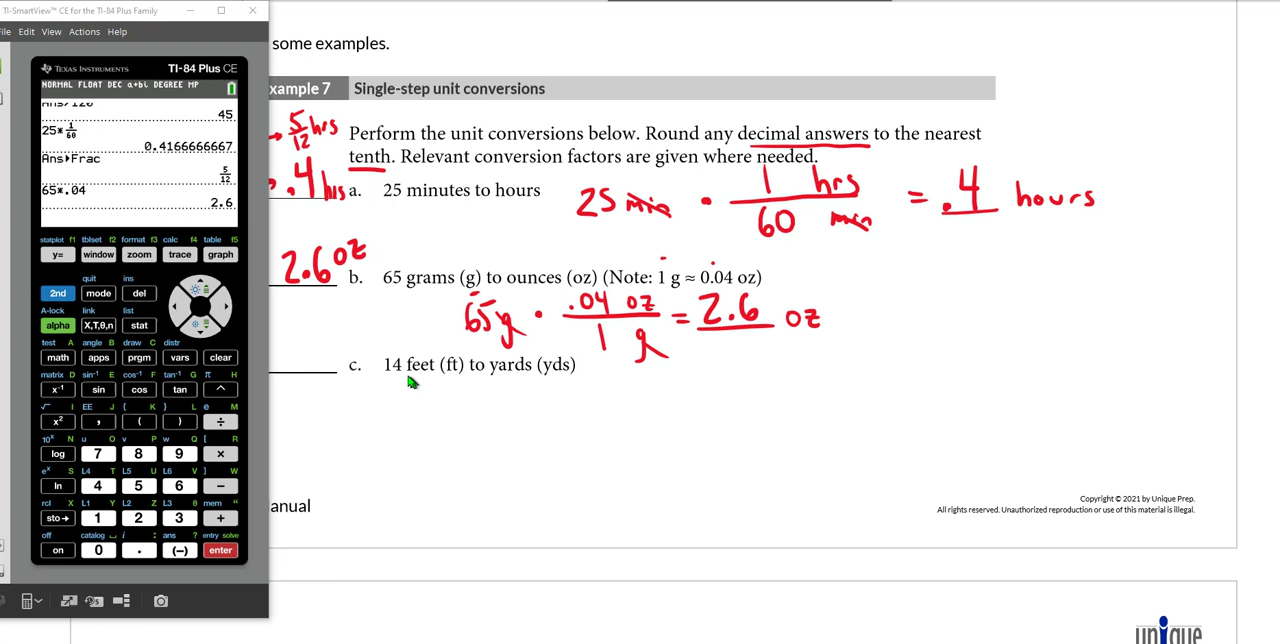 TI-SmartView™ CE for the TI-84 Plus Family
File Edit View Actions Help
TEXAS INSTRUMENTS TI-84 Plus CE
NORMAL FLOAT DEC a+bi DEGREE MP
Ans/120
45
25*1/60
0.4166666667
Ans▶Frac
5/12
65*.04
2.6
statplot f1 tblset f2 format f3 calc f4 table f5
y= window zoom trace graph
quit ins
2nd mode del
A-lock link list
alpha X,T,θ,n stat
test A angle B draw C distr
math apps prgm vars clear
matrix D sin⁻¹ E cos⁻¹ F tan⁻¹ G π H
x⁻¹ sin cos tan ^
√ I EE J { K } L e M
x² , ( ) ÷
10ˣ N u O v P w Q [ R
log 7 8 9 ×
eˣ S L4 T L5 U L6 V ] W
ln 4 5 6 −
rcl X L1 Y L2 Z L3 θ mem "
sto→ 1 2 3 +
off catalog ⎵ i : ans ? entry solve
on 0 . (−) enter
some examples.
xample 7 Single-step unit conversions
→ 5/12 hrs
Perform the unit conversions below. Round any decimal answers to the nearest
tenth. Relevant conversion factors are given where needed.
.4 hrs
a. 25 minutes to hours
25 min · 1 hrs / 60 min = .4 hours
2.6 oz
b. 65 grams (g) to ounces (oz) (Note: 1 g ≈ 0.04 oz)
65g · .04 oz / 1 g = 2.6 oz
c. 14 feet (ft) to yards (yds)
anual
Copyright © 2021 by Unique Prep.
All rights reserved. Unauthorized reproduction or use of this material is illegal.
unique